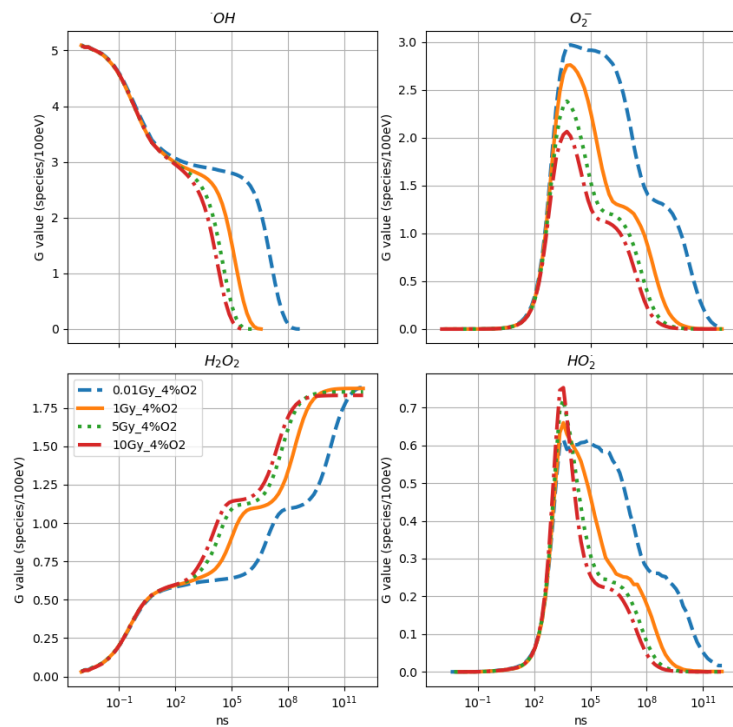 ˙OH
G value (species/100eV)
5
4
3
2
1
0
O₂⁻
G value (species/100eV)
3.0
2.5
2.0
1.5
1.0
0.5
0.0
H₂O₂
G value (species/100eV)
1.75
1.50
1.25
1.00
0.75
0.50
0.25
0.00
0.01Gy_4%O2
1Gy_4%O2
5Gy_4%O2
10Gy_4%O2
10⁻¹ 10² 10⁵ 10⁸ 10¹¹
ns
HO₂˙
G value (species/100eV)
0.7
0.6
0.5
0.4
0.3
0.2
0.1
0.0
10⁻¹ 10² 10⁵ 10⁸ 10¹¹
ns